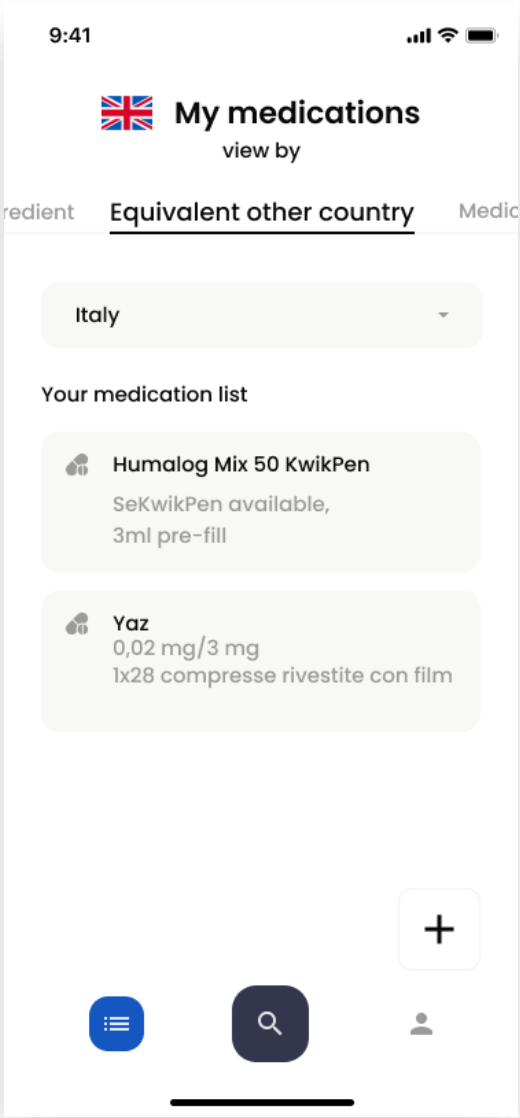 9:41
My medications
view by
redient
Equivalent other country
Medic
Italy
Your medication list
Humalog Mix 50 KwikPen
SeKwikPen available,
3ml pre-fill
Yaz
0,02 mg/3 mg
1x28 compresse rivestite con film